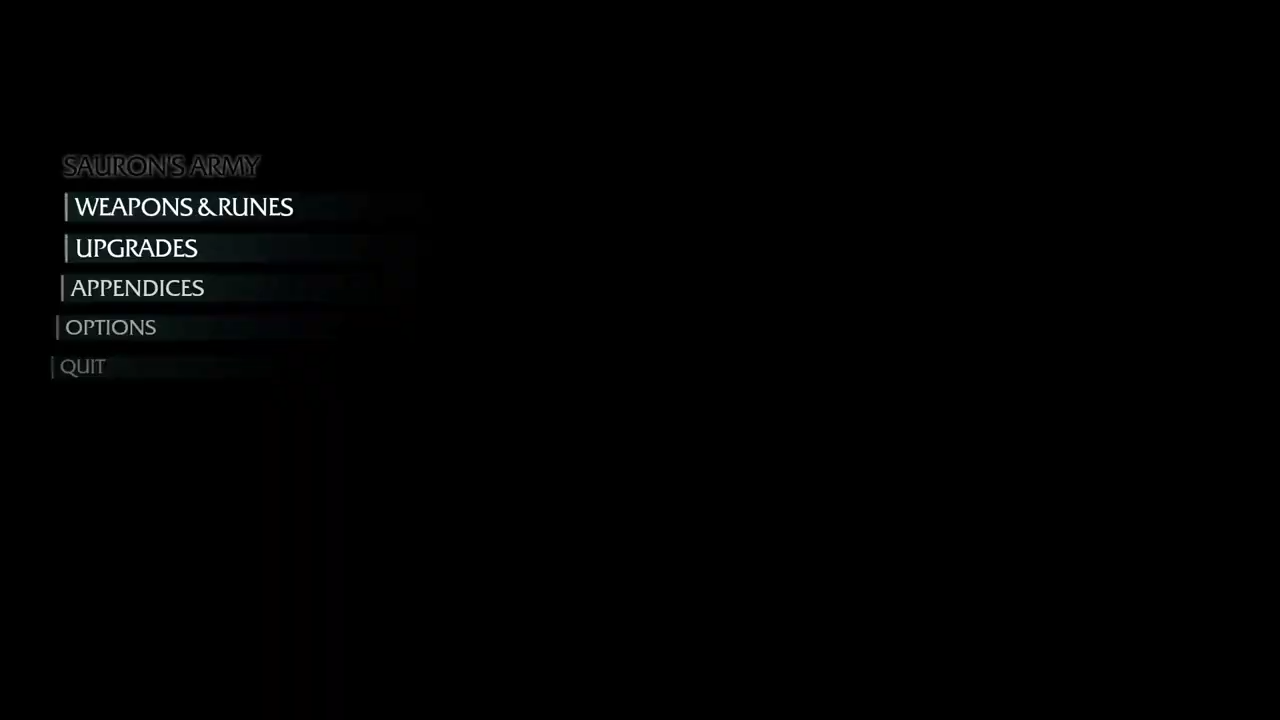 SAURON'S ARMY
WEAPONS & RUNES
UPGRADES
APPENDICES
OPTIONS
QUIT